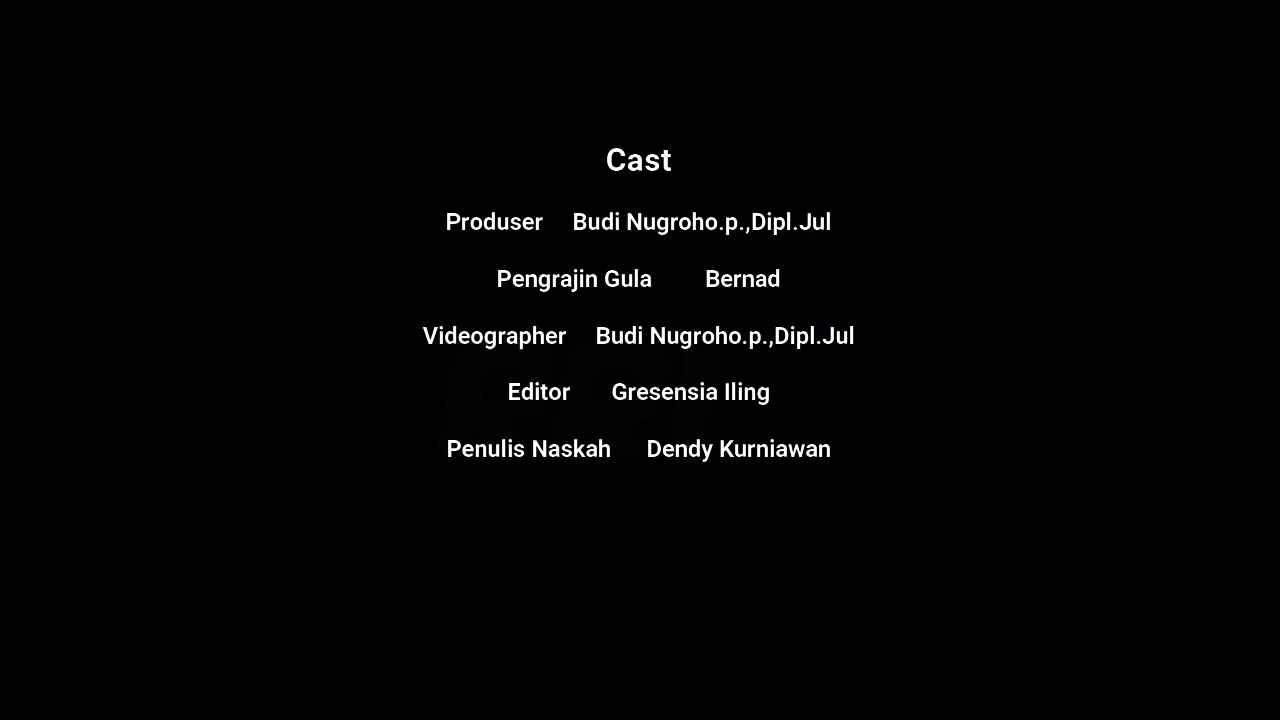 Cast
Produser Budi Nugroho.p.,Dipl.Jul
Pengrajin Gula Bernad
Videographer Budi Nugroho.p.,Dipl.Jul
Editor Gresensia Iling
Penulis Naskah Dendy Kurniawan